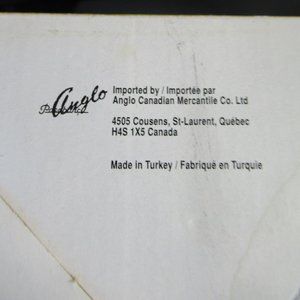 Anglo
Imported by / Importée par
Anglo Canadian Mercantile Co. Ltd
4505 Cousens, St-Laurent, Québec
H4S 1X5 Canada
Made in Turkey / Fabriqué en Turquie